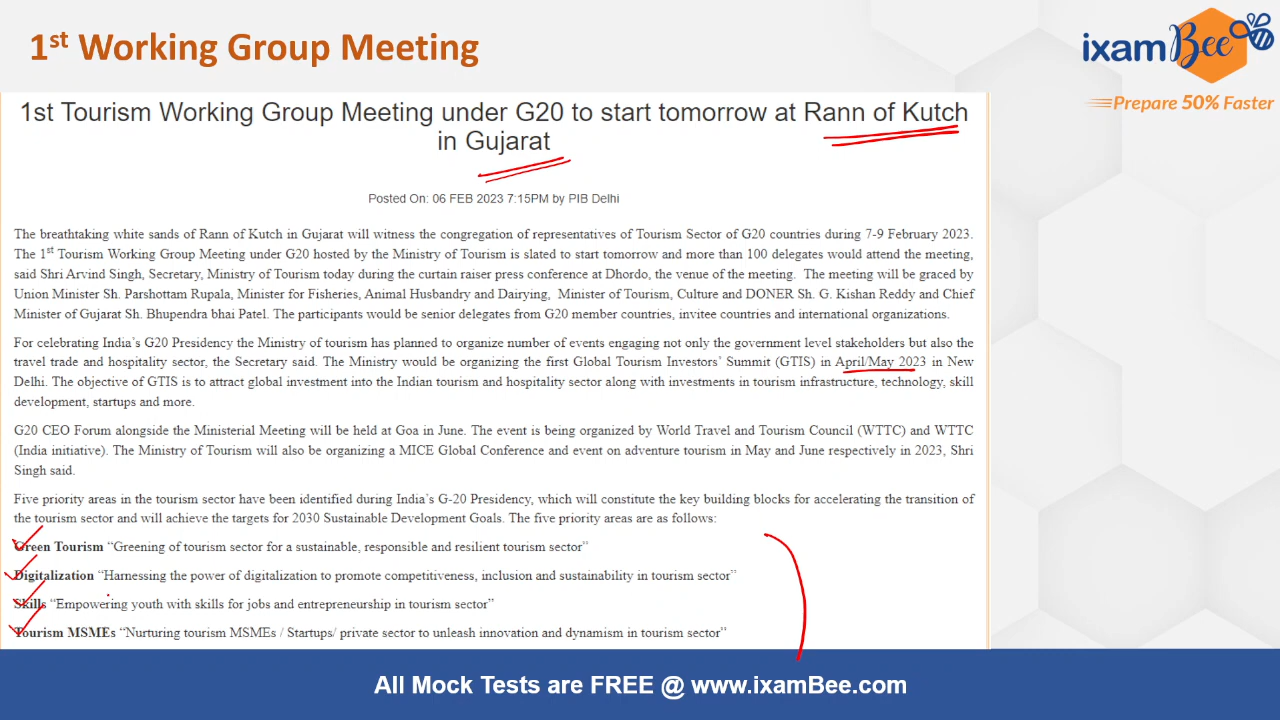 1st Working Group Meeting
ixamBee
Prepare 50% Faster
1st Tourism Working Group Meeting under G20 to start tomorrow at Rann of Kutch
in Gujarat
Posted On: 06 FEB 2023 7:15PM by PIB Delhi
The breathtaking white sands of Rann of Kutch in Gujarat will witness the congregation of representatives of Tourism Sector of G20 countries during 7-9 February 2023.
The 1st Tourism Working Group Meeting under G20 hosted by the Ministry of Tourism is slated to start tomorrow and more than 100 delegates would attend the meeting,
said Shri Arvind Singh, Secretary, Ministry of Tourism today during the curtain raiser press conference at Dhordo, the venue of the meeting. The meeting will be graced by
Union Minister Sh. Parshottam Rupala, Minister for Fisheries, Animal Husbandry and Dairying, Minister of Tourism, Culture and DONER Sh. G. Kishan Reddy and Chief
Minister of Gujarat Sh. Bhupendra bhai Patel. The participants would be senior delegates from G20 member countries, invitee countries and international organizations.
For celebrating India's G20 Presidency the Ministry of tourism has planned to organize number of events engaging not only the government level stakeholders but also the
travel trade and hospitality sector, the Secretary said. The Ministry would be organizing the first Global Tourism Investors' Summit (GTIS) in April/May 2023 in New
Delhi. The objective of GTIS is to attract global investment into the Indian tourism and hospitality sector along with investments in tourism infrastructure, technology, skill
development, startups and more.
G20 CEO Forum alongside the Ministerial Meeting will be held at Goa in June. The event is being organized by World Travel and Tourism Council (WTTC) and WTTC
(India initiative). The Ministry of Tourism will also be organizing a MICE Global Conference and event on adventure tourism in May and June respectively in 2023, Shri
Singh said.
Five priority areas in the tourism sector have been identified during India's G-20 Presidency, which will constitute the key building blocks for accelerating the transition of
the tourism sector and will achieve the targets for 2030 Sustainable Development Goals. The five priority areas are as follows:
Green Tourism “Greening of tourism sector for a sustainable, responsible and resilient tourism sector”
Digitalization “Harnessing the power of digitalization to promote competitiveness, inclusion and sustainability in tourism sector”
Skills “Empowering youth with skills for jobs and entrepreneurship in tourism sector”
Tourism MSMEs “Nurturing tourism MSMEs / Startups/ private sector to unleash innovation and dynamism in tourism sector”
All Mock Tests are FREE @ www.ixamBee.com